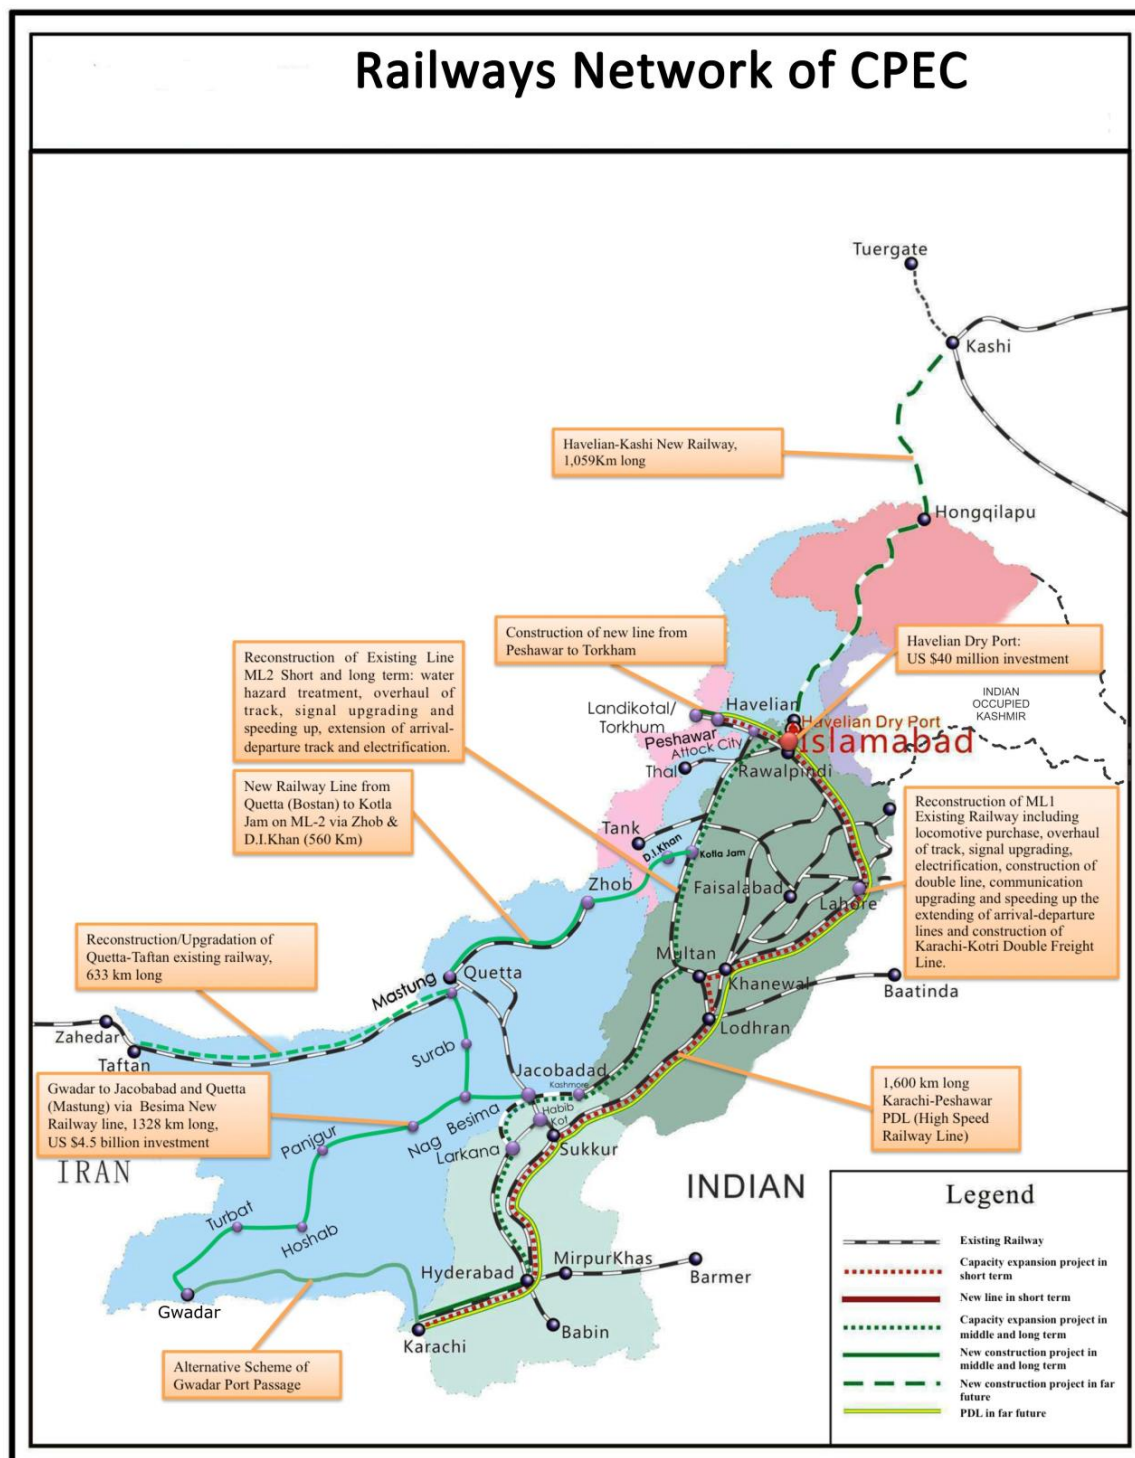 Railways Network of CPEC
Tuergate
Kashi
Havelian-Kashi New Railway,
1,059Km long
Hongqilapu
Construction of new line from
Peshawar to Torkham
Havelian Dry Port:
US $40 million investment
Reconstruction of Existing Line
ML2 Short and long term: water
hazard treatment, overhaul of
track, signal upgrading and
speeding up, extension of arrival-
departure track and electrification.
INDIAN
OCCUPIED
KASHMIR
Landikotal/
Torkhum
Havelian
Havelian Dry Port
Peshawar
Attock City
Islamabad
Thal
Rawalpindi
New Railway Line from
Quetta (Bostan) to Kotla
Jam on ML-2 via Zhob &
D.I.Khan (560 Km)
Reconstruction of ML1
Existing Railway including
locomotive purchase, overhaul
of track, signal upgrading,
electrification, construction of
double line, communication
upgrading and speeding up the
extending of arrival-departure
lines and construction of
Karachi-Kotri Double Freight
Line.
Tank
D.I.Khan
Kotla Jam
Zhob
Faisalabad
Lahore
Reconstruction/Upgradation of
Quetta-Taftan existing railway,
633 km long
Multan
Mastung
Quetta
Khanewal
Baatinda
Lodhran
Zahedar
Taftan
Surab
Jacobadad
Kashmore
Gwadar to Jacobabad and Quetta
(Mastung) via Besima New
Railway line, 1328 km long,
US $4.5 billion investment
1,600 km long
Karachi-Peshawar
PDL (High Speed
Railway Line)
Besima
Nag
Habib
Kot
Panjgur
Larkana
Sukkur
IRAN
INDIAN
Turbat
Hoshab
Gwadar
Hyderabad
MirpurKhas
Barmer
Babin
Karachi
Alternative Scheme of
Gwadar Port Passage
Legend
Existing Railway
Capacity expansion project in
short term
New line in short term
Capacity expansion project in
middle and long term
New construction project in
middle and long term
New construction project in far
future
PDL in far future